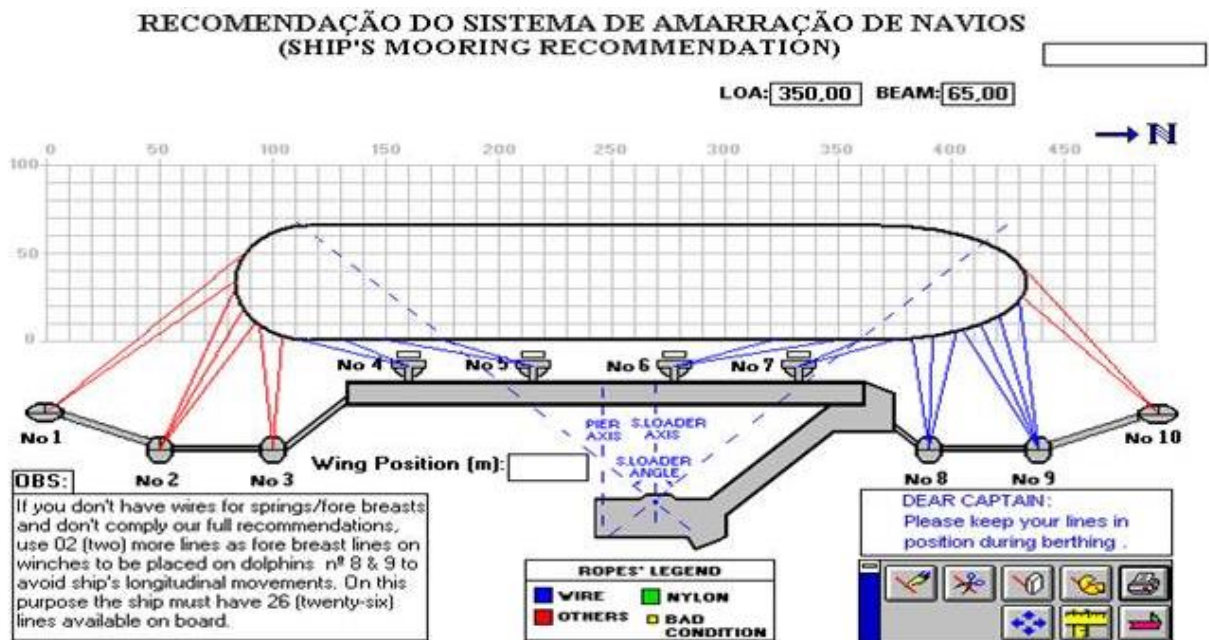 RECOMENDAÇÃO DO SISTEMA DE AMARRAÇÃO DE NAVIOS
(SHIP'S MOORING RECOMMENDATION)
LOA: 350,00 BEAM: 65,00
N
0 50 100 150 200 250 300 350 400 450
100
50
0
No 4 No 5 No 6 No 7
No 1
No 2 No 3
No 8 No 9
No 10
PIER AXIS
S.LOADER AXIS
S.LOADER ANGLE
Wing Position (m):
OBS:
If you don't have wires for springs/fore breasts
and don't comply our full recommendations,
use 02 (two) more lines as fore breast lines on
winches to be placed on dolphins nº 8 & 9 to
avoid ship's longitudinal movements. On this
purpose the ship must have 26 (twenty-six)
lines available on board.
ROPES' LEGEND
WIRE NYLON
OTHERS BAD CONDITION
DEAR CAPTAIN:
Please keep your lines in
position during berthing .